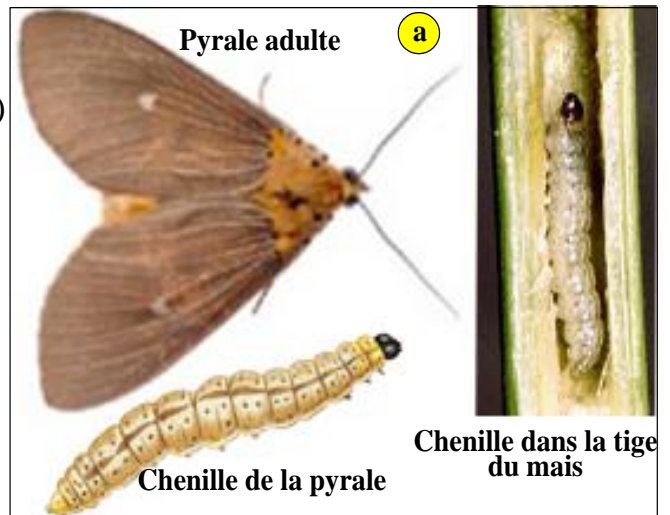 Pyrale adulte
a
)
Chenille dans la tige
du mais
Chenille de la pyrale